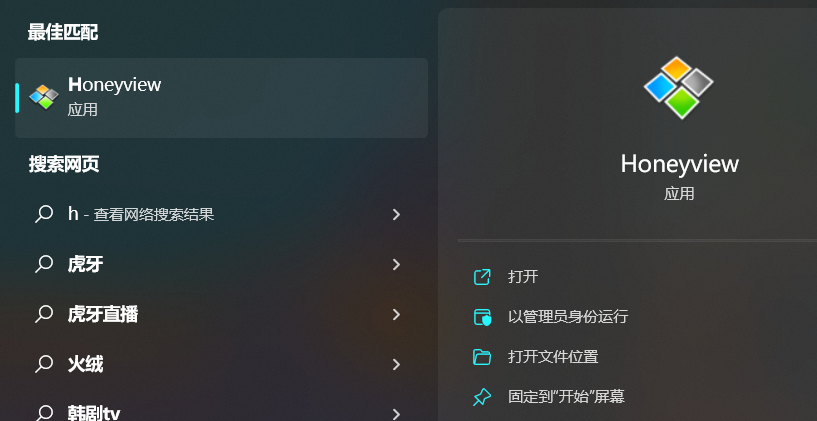 最佳匹配
Honeyview
应用
搜索网页
h - 查看网络搜索结果
虎牙
虎牙直播
火绒
韩剧tv
Honeyview
应用
打开
以管理员身份运行
打开文件位置
固定到"开始"屏幕